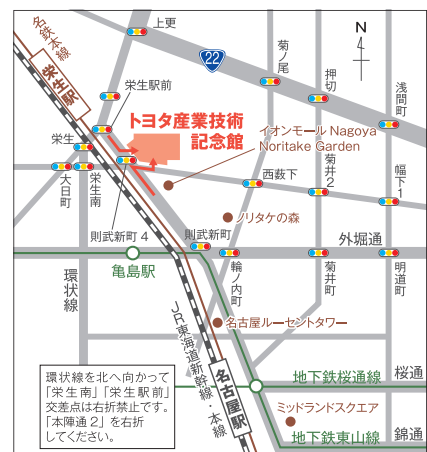 名鉄本線
上更
22
菊ノ尾
押切
浅間町
N
栄生駅
栄生駅前
トヨタ産業技術
記念館
イオンモール Nagoya
Noritake Garden
栄生
大日町
栄生南
西薮下
菊井2
幅下1
ノリタケの森
則武新町4
則武新町
外堀通
亀島駅
環状線
輪ノ内町
菊井町
明道町
JR東海道新幹線・本線
名古屋ルーセントタワー
名古屋駅
環状線を北へ向かって
「栄生南」「栄生駅前」
交差点は右折禁止です。
「本陣通2」を右折
してください。
地下鉄桜通線
桜通
ミッドランドスクエア
地下鉄東山線
錦通